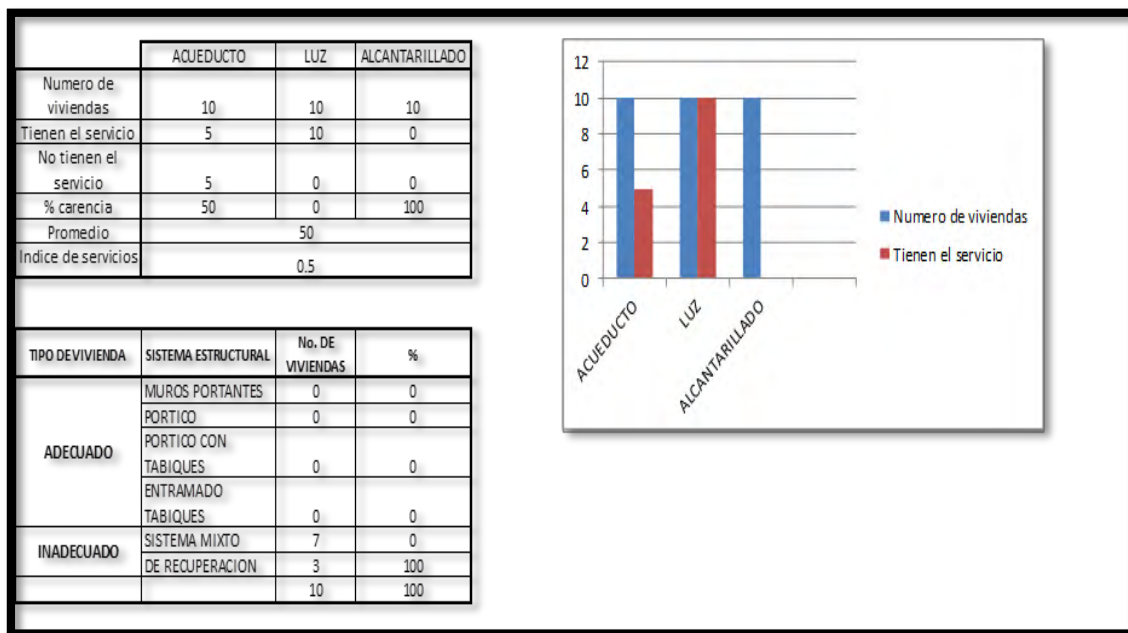 ACUEDUCTO LUZ ALCANTARILLADO
Numero de
viviendas 10 10 10
Tienen el servicio 5 10 0
No tienen el
servicio 5 0 0
% carencia 50 0 100
Promedio 50
Indice de servicios 0.5
12
10
8
6
4
2
0
ACUEDUCTO
LUZ
ALCANTARILLADO
Numero de viviendas
Tienen el servicio
TIPO DE VIVIENDA SISTEMA ESTRUCTURAL No. DE
VIVIENDAS %
ADECUADO
MUROS PORTANTES 0 0
PORTICO 0 0
PORTICO CON
TABIQUES 0 0
ENTRAMADO
TABIQUES 0 0
INADECUADO
SISTEMA MIXTO 7 0
DE RECUPERACION 3 100
10 100